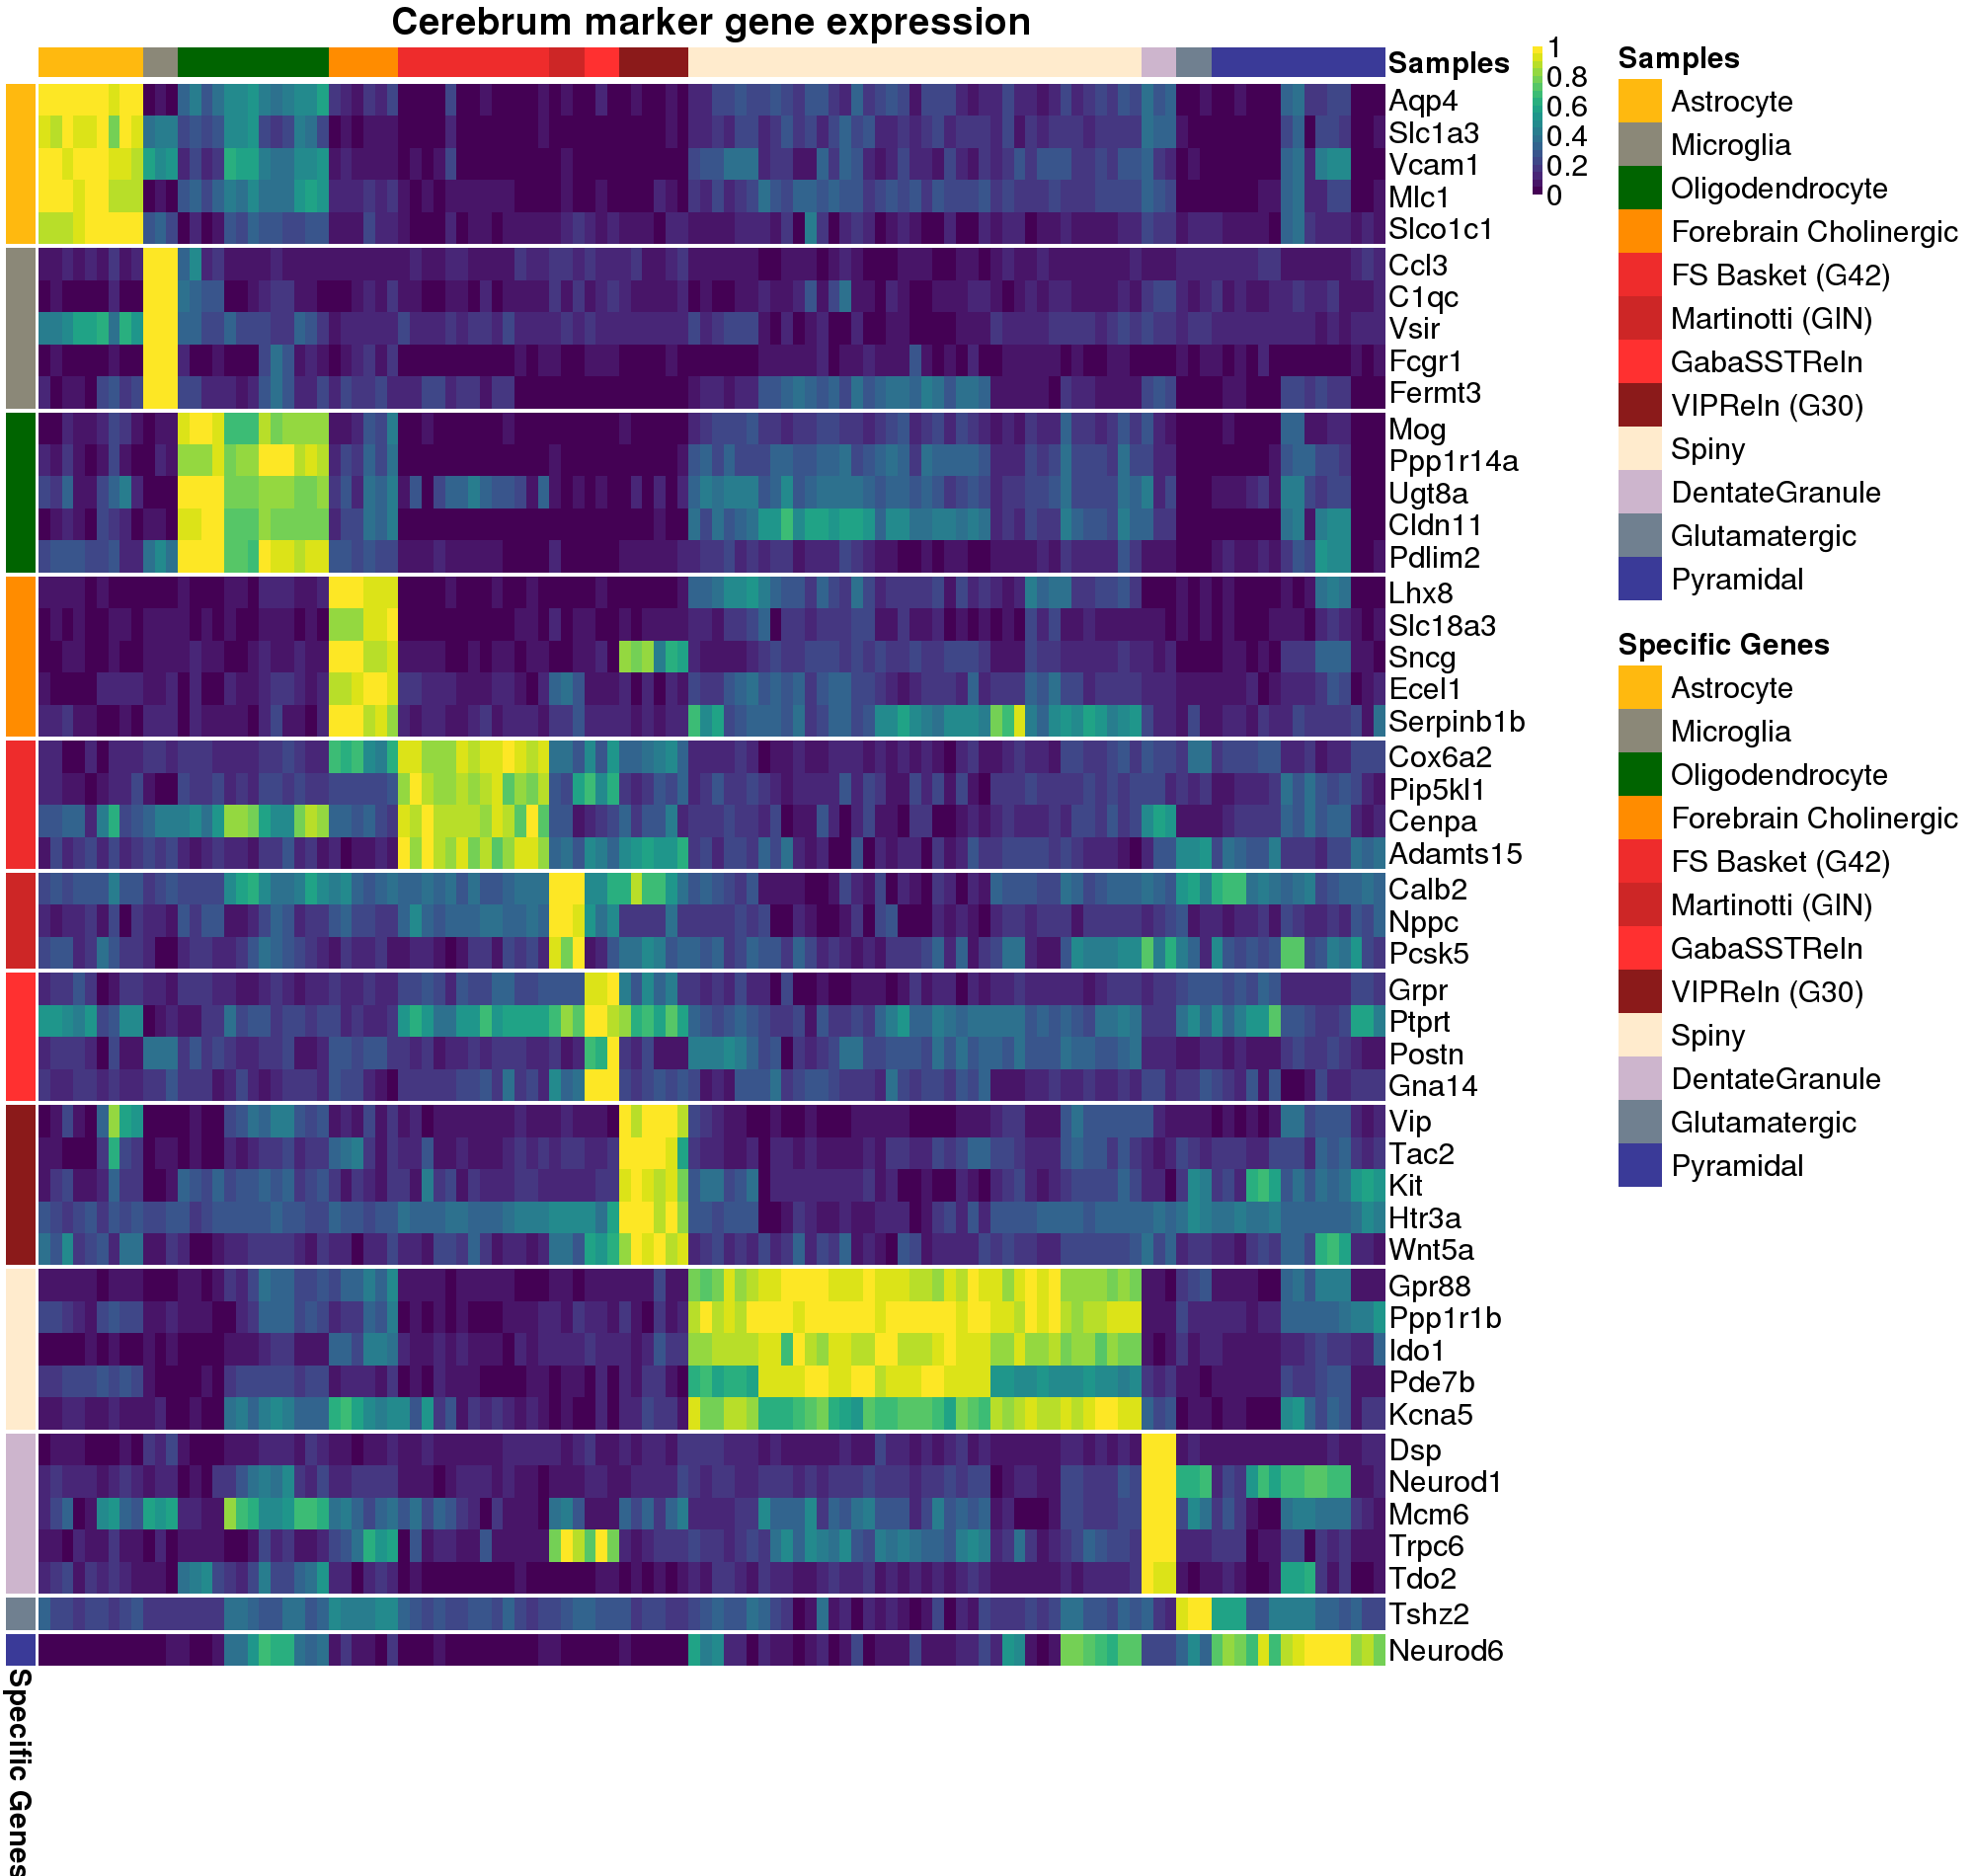 Cerebrum marker gene expression
Samples
1
0.8
0.6
0.4
0.2
0
Aqp4
Slc1a3
Vcam1
Mlc1
Slco1c1
Ccl3
C1qc
Vsir
Fcgr1
Fermt3
Mog
Ppp1r14a
Ugt8a
Cldn11
Pdlim2
Lhx8
Slc18a3
Sncg
Ecel1
Serpinb1b
Cox6a2
Pip5kl1
Cenpa
Adamts15
Calb2
Nppc
Pcsk5
Grpr
Ptprt
Postn
Gna14
Vip
Tac2
Kit
Htr3a
Wnt5a
Gpr88
Ppp1r1b
Ido1
Pde7b
Kcna5
Dsp
Neurod1
Mcm6
Trpc6
Tdo2
Tshz2
Neurod6
Specific Genes
Samples
Astrocyte
Microglia
Oligodendrocyte
Forebrain Cholinergic
FS Basket (G42)
Martinotti (GIN)
GabaSSTReln
VIPReln (G30)
Spiny
DentateGranule
Glutamatergic
Pyramidal
Specific Genes
Astrocyte
Microglia
Oligodendrocyte
Forebrain Cholinergic
FS Basket (G42)
Martinotti (GIN)
GabaSSTReln
VIPReln (G30)
Spiny
DentateGranule
Glutamatergic
Pyramidal